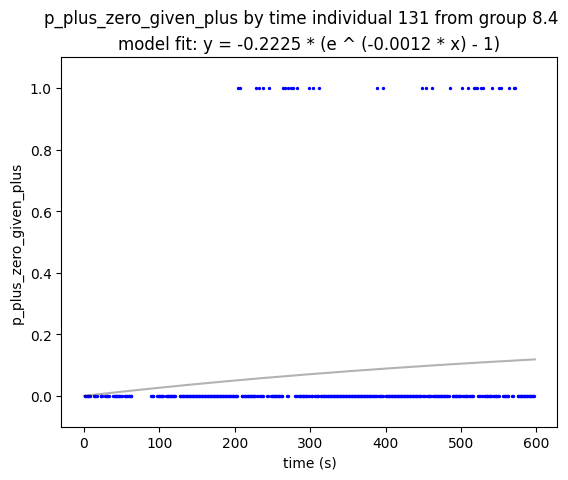 p_plus_zero_given_plus by time individual 131 from group 8.4
model fit: y = -0.2225 * (e ^ (-0.0012 * x) - 1)
p_plus_zero_given_plus
1.0
0.8
0.6
0.4
0.2
0.0
0 100 200 300 400 500 600
time (s)